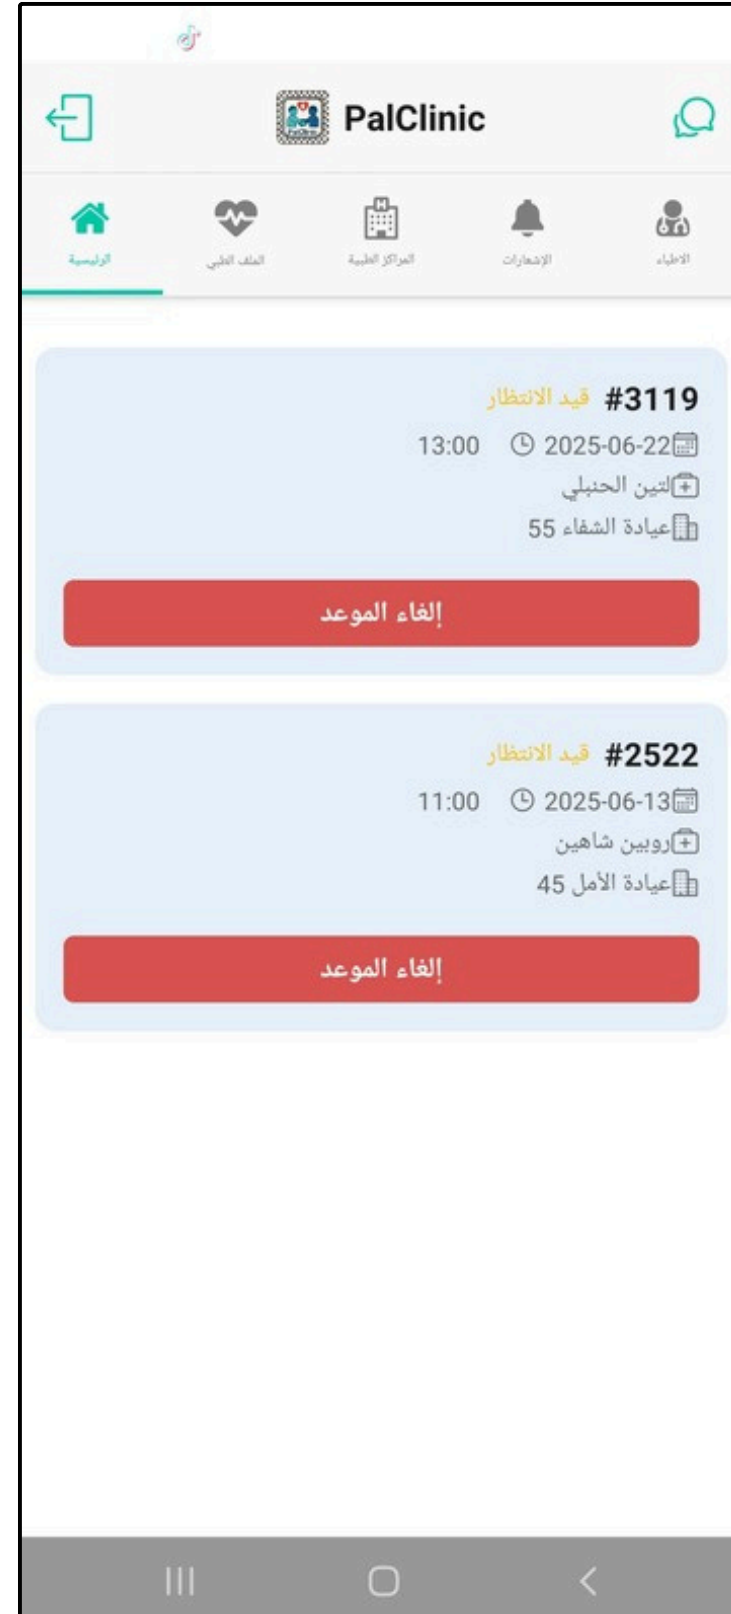 PalClinic
الرئيسية
الملف الطبي
المراكز الطبية
الإشعارات
الاطباء
#3119 قيد الانتظار
2025-06-22 13:00
لتين الحنبلي
عيادة الشفاء 55
إلغاء الموعد
#2522 قيد الانتظار
2025-06-13 11:00
روبين شاهين
عيادة الأمل 45
إلغاء الموعد